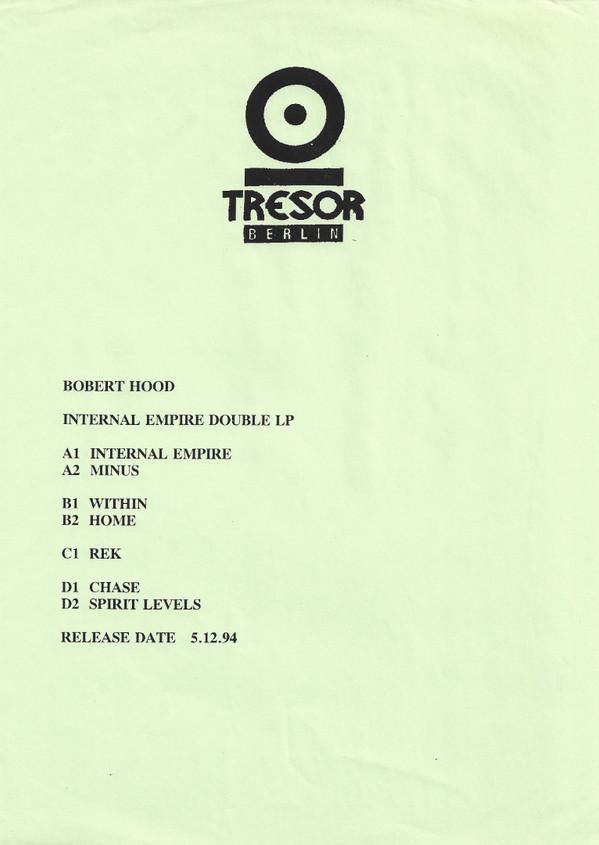 TRESOR
BERLIN
BOBERT HOOD
INTERNAL EMPIRE DOUBLE LP
A1 INTERNAL EMPIRE
A2 MINUS
B1 WITHIN
B2 HOME
C1 REK
D1 CHASE
D2 SPIRIT LEVELS
RELEASE DATE 5.12.94